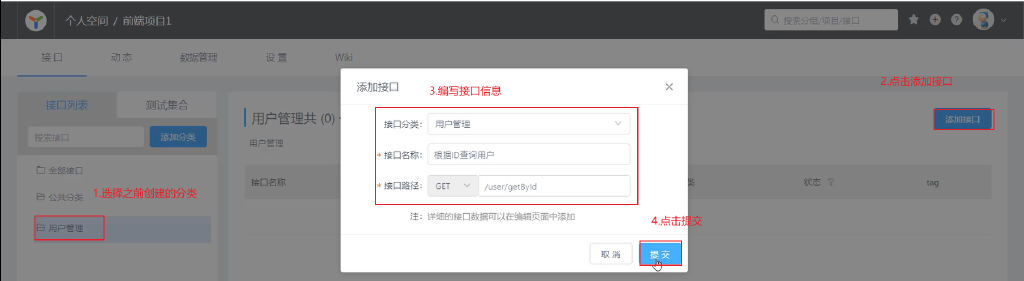 个人空间 / 前端项目1
搜索分组/项目/接口
接口 动态 数据管理 设置 Wiki
添加接口
3.编写接口信息
2.点击添加接口
接口列表 测试集合
搜索接口 添加分类
用户管理共 (0)
添加接口
用户管理
接口分类: 用户管理
* 接口名称: 根据ID查词用户
* 接口路径: GET /user/getById
全部接口
1.选择之前创建的分类
公共分类
接口名称 类 状态 tag
用户管理
注: 详细的接口数据可以在编辑页面中添加
4.点击提交
取消 提交